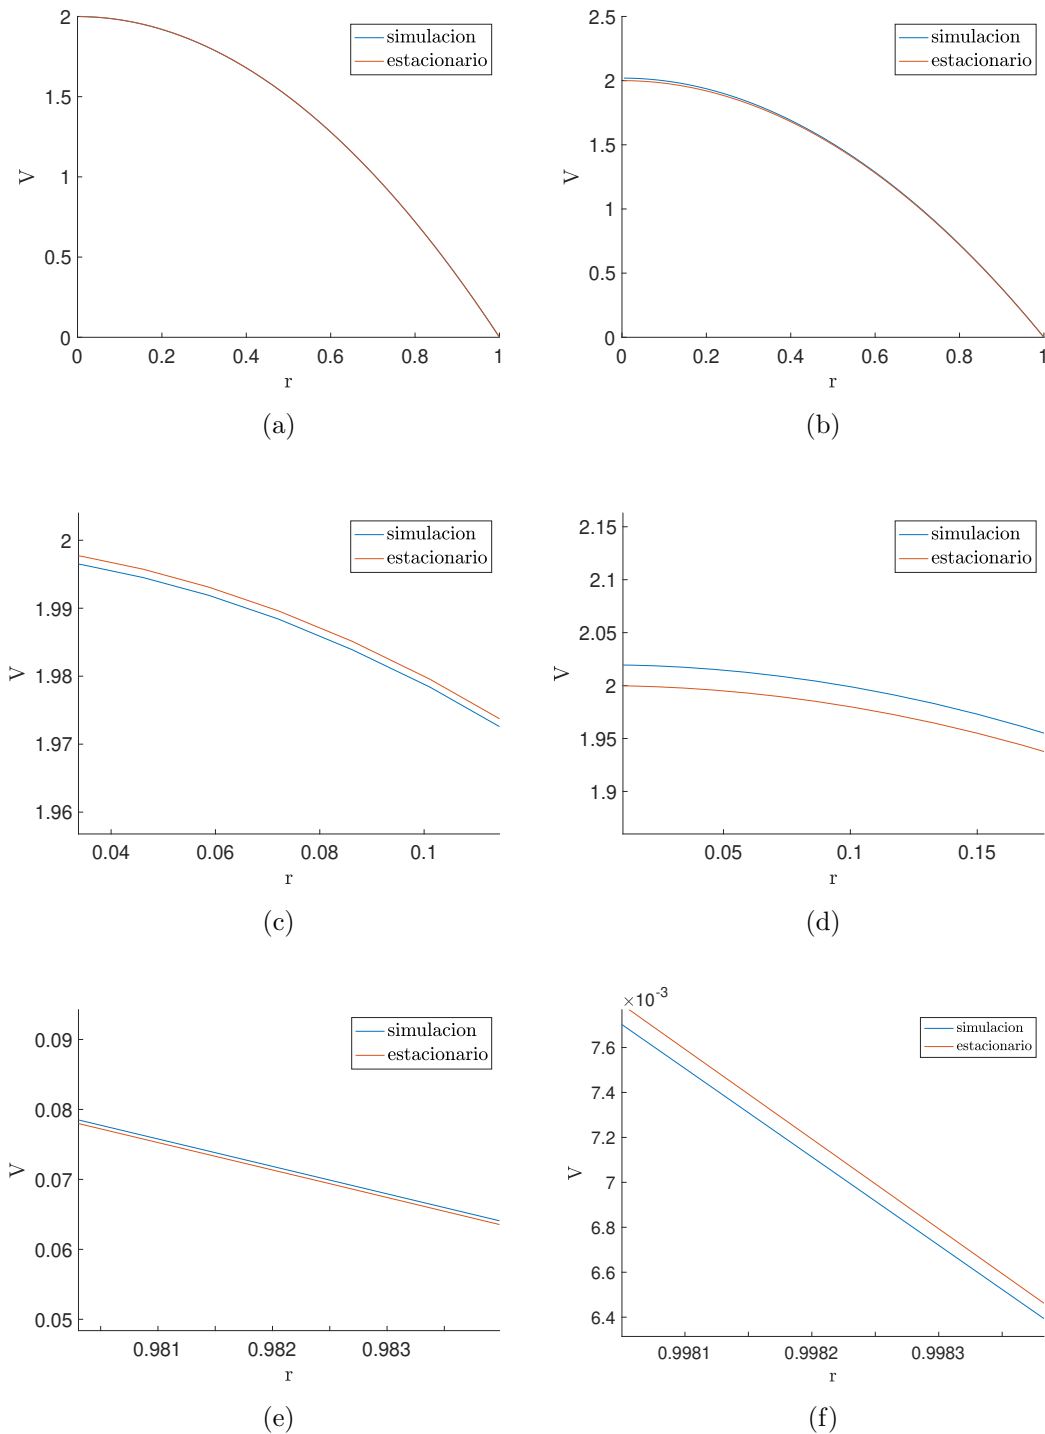 2
1.5
1
0.5
0
V
0 0.2 0.4 0.6 0.8 1
r
simulacion
estacionario
(a)
2.5
2
1.5
1
0.5
0
V
0 0.2 0.4 0.6 0.8 1
r
simulacion
estacionario
(b)
2
1.99
1.98
1.97
1.96
V
0.04 0.06 0.08 0.1
r
simulacion
estacionario
(c)
2.15
2.1
2.05
2
1.95
1.9
V
0.05 0.1 0.15
r
simulacion
estacionario
(d)
0.09
0.08
0.07
0.06
0.05
V
0.981 0.982 0.983
r
simulacion
estacionario
(e)
×10⁻³
7.6
7.4
7.2
7
6.8
6.6
6.4
V
0.9981 0.9982 0.9983
r
simulacion
estacionario
(f)